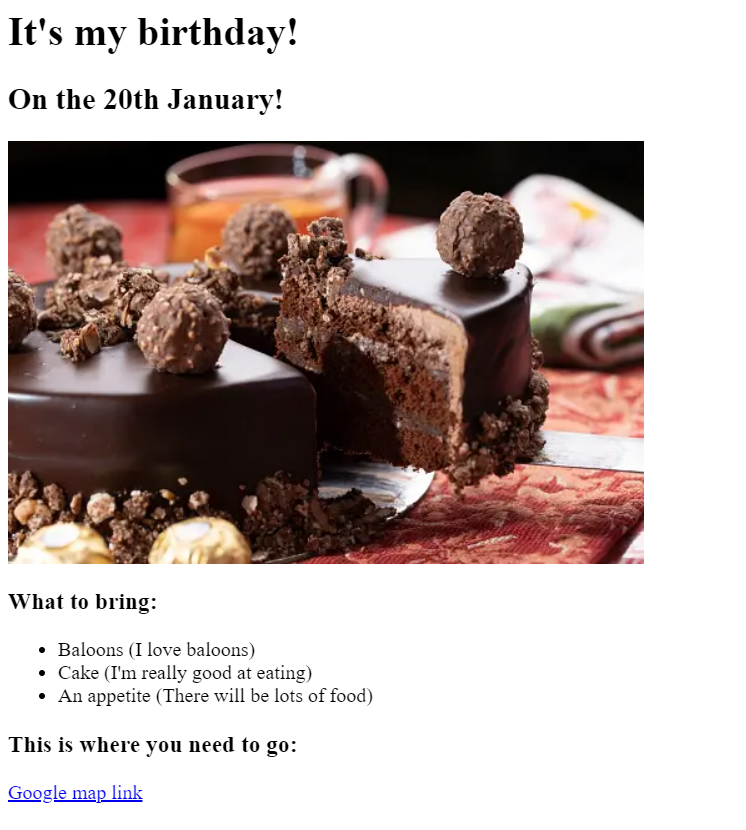 It's my birthday!
On the 20th January!
What to bring:
Baloons (I love baloons)
Cake (I'm really good at eating)
An appetite (There will be lots of food)
This is where you need to go:
Google map link